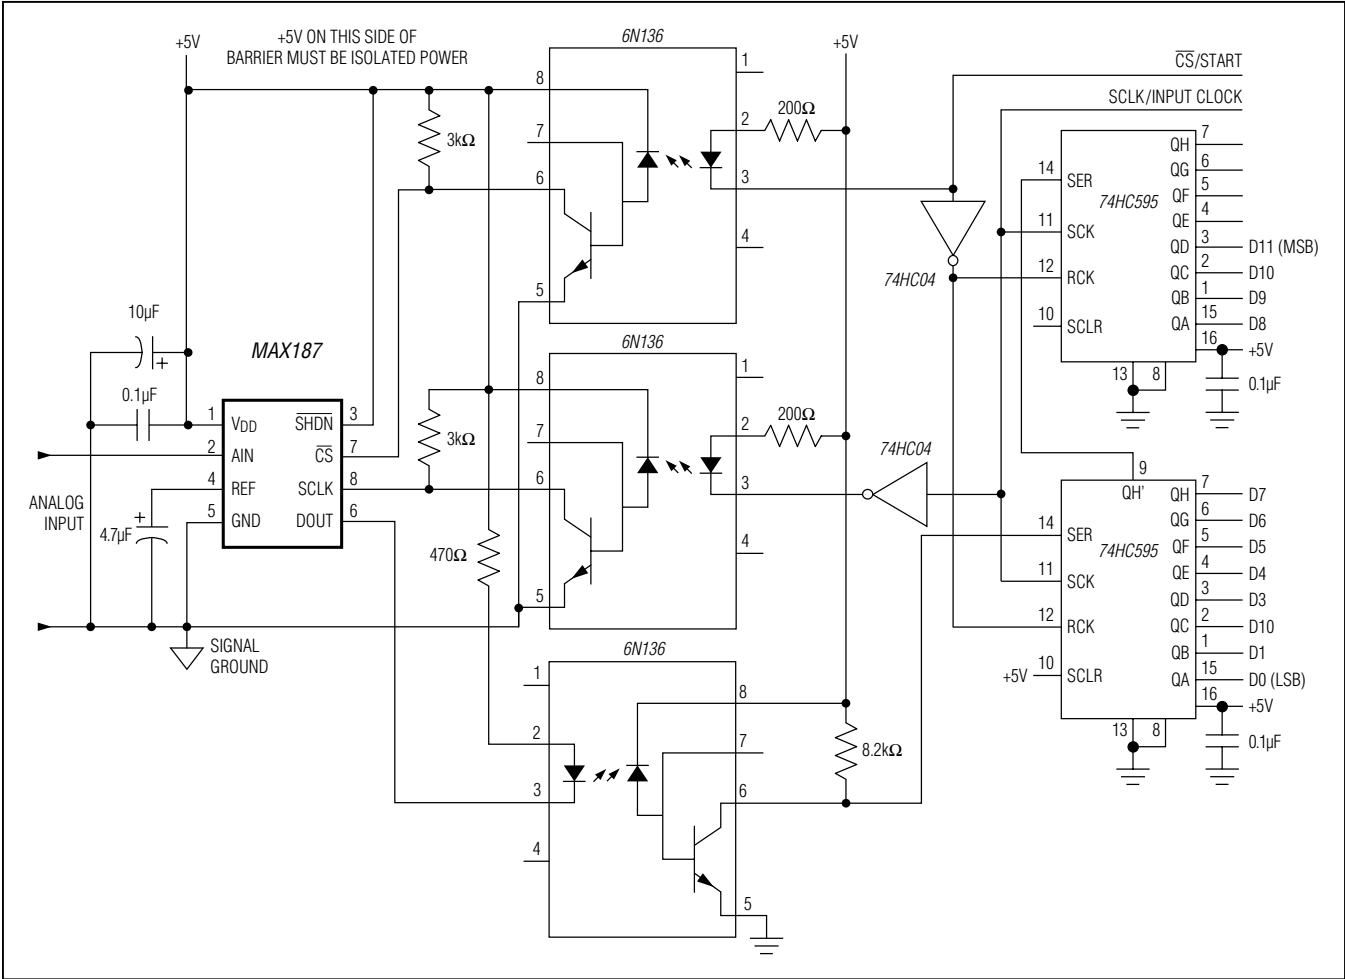 +5V
+5V ON THIS SIDE OF
BARRIER MUST BE ISOLATED POWER
6N136
+5V
C̅S̅/START
SCLK/INPUT CLOCK
3kΩ
8
7
6
5
1
2
3
4
200Ω
74HC04
74HC595
14
SER
11
SCK
12
RCK
10
SCLR
QH
7
QG
6
QF
5
QE
4
QD
3
D11 (MSB)
QC
2
D10
QB
1
D9
QA
15
D8
16
+5V
13
8
0.1µF
10µF
+
0.1µF
MAX187
1
VDD
2
AIN
4
REF
5
GND
S̅H̅D̅N̅
3
C̅S̅
7
SCLK
8
DOUT
6
ANALOG
INPUT
+
4.7µF
SIGNAL
GROUND
3kΩ
470Ω
6N136
8
7
6
5
1
2
3
4
200Ω
74HC04
6N136
1
2
3
4
8
7
6
5
8.2kΩ
9
QH'
74HC595
14
SER
11
SCK
12
RCK
+5V
10
SCLR
QH
7
D7
QG
6
D6
QF
5
D5
QE
4
D4
QD
3
D3
QC
2
D10
QB
1
D1
QA
15
D0 (LSB)
16
+5V
13
8
0.1µF